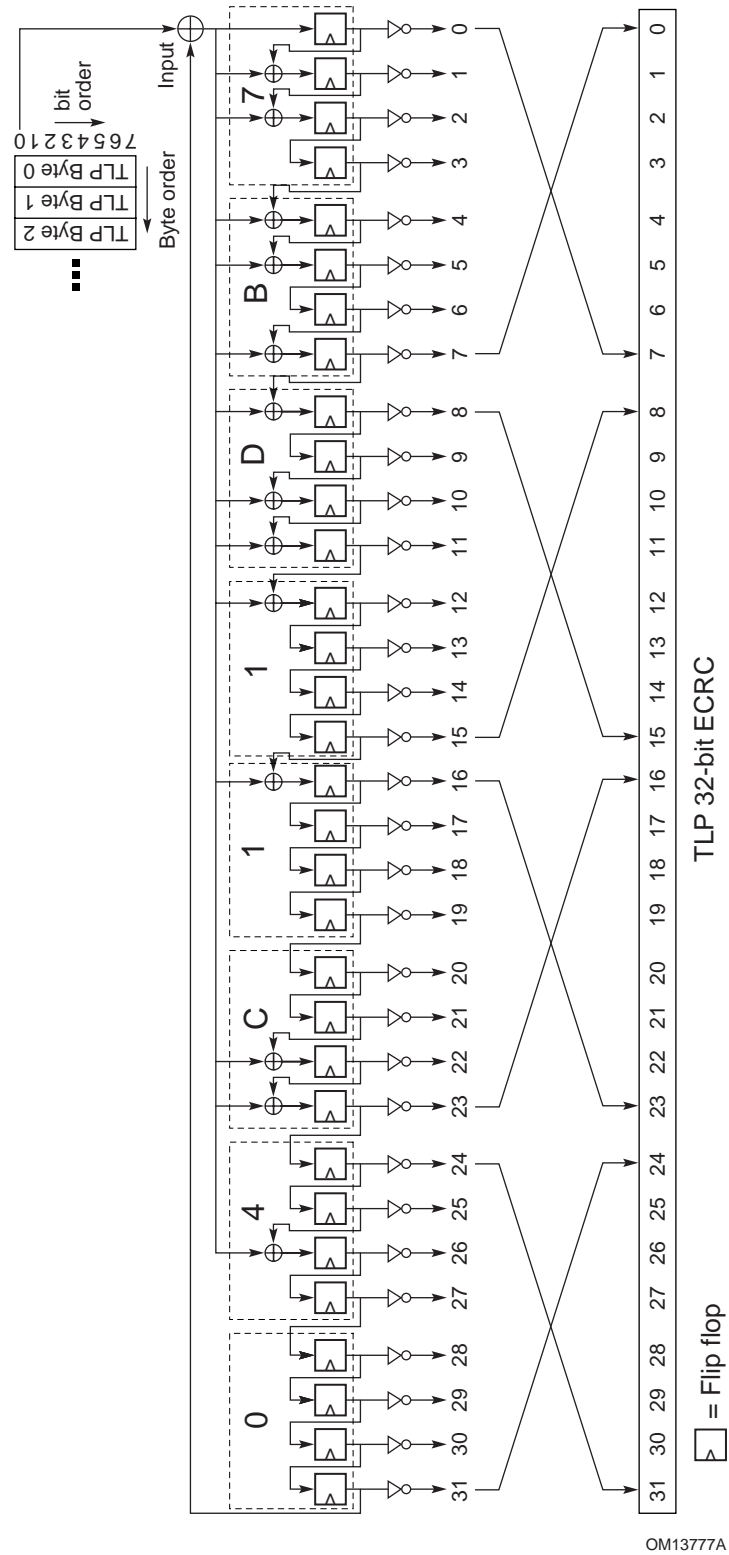 Input
bit
order
7 6 5 4 3 2 1 0
TLP Byte 0
TLP Byte 1
TLP Byte 2
Byte order
0
4
C
1
1
D
B
7
31 30 29 28 27 26 25 24 23 22 21 20 19 18 17 16 15 14 13 12 11 10 9 8 7 6 5 4 3 2 1 0
31 30 29 28 27 26 25 24 23 22 21 20 19 18 17 16 15 14 13 12 11 10 9 8 7 6 5 4 3 2 1 0
TLP 32-bit ECRC
= Flip flop
OM13777A